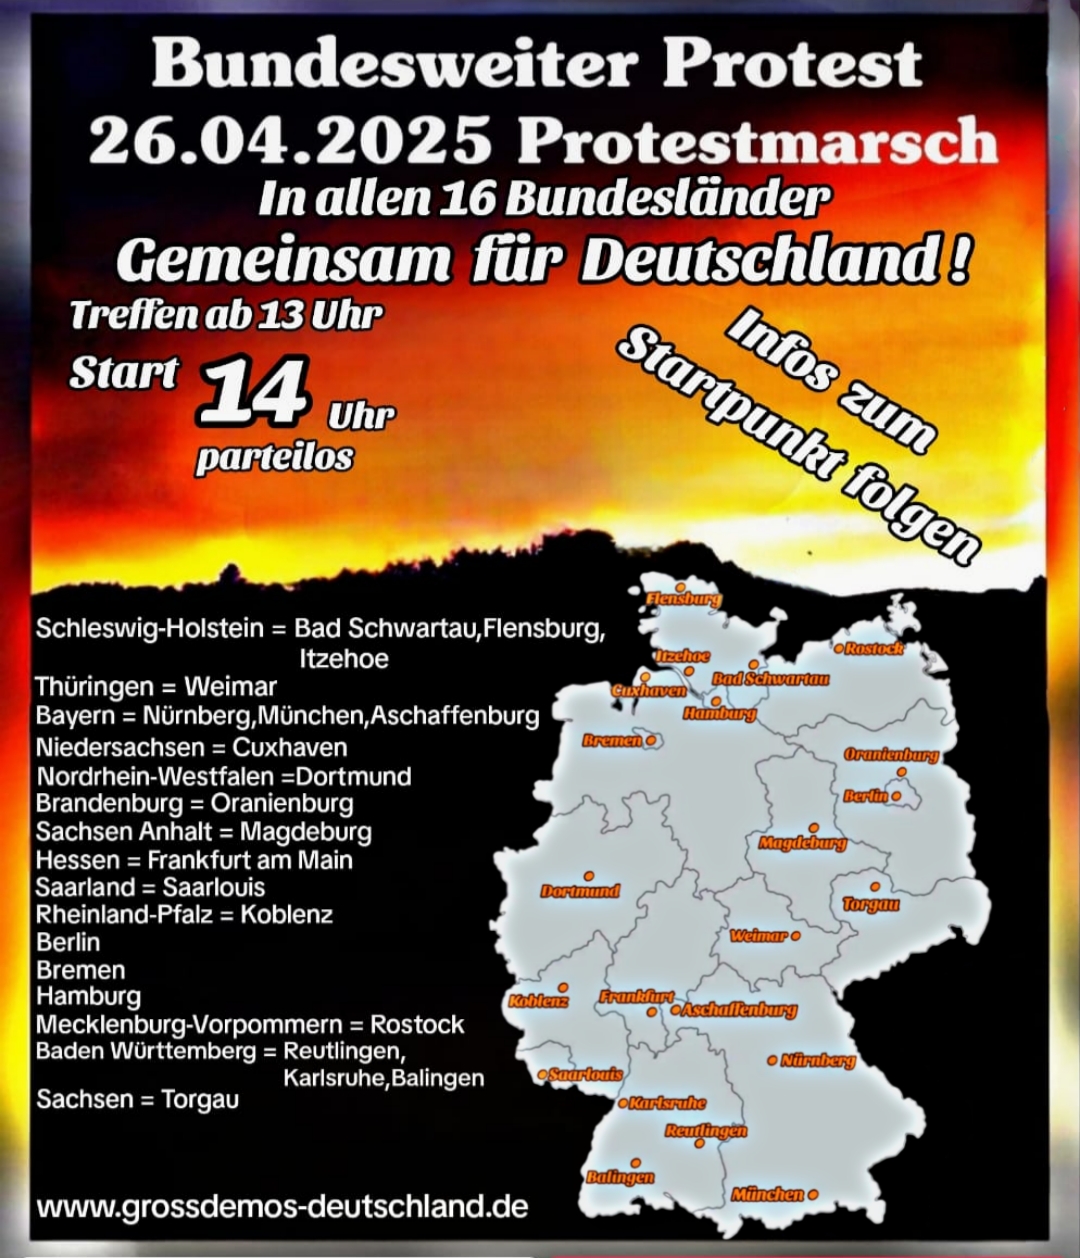 Bundesweiter Protest
26.04.2025 Protestmarsch
In allen 16 Bundesländer
Gemeinsam für Deutschland!
Treffen ab 13 Uhr
Start 14 Uhr
parteilos
Infos zum
Startpunkt folgen
Schleswig-Holstein = Bad Schwartau,Flensburg,
Itzehoe
Thüringen = Weimar
Bayern = Nürnberg,München,Aschaffenburg
Niedersachsen = Cuxhaven
Nordrhein-Westfalen =Dortmund
Brandenburg = Oranienburg
Sachsen Anhalt = Magdeburg
Hessen = Frankfurt am Main
Saarland = Saarlouis
Rheinland-Pfalz = Koblenz
Berlin
Bremen
Hamburg
Mecklenburg-Vorpommern = Rostock
Baden Württemberg = Reutlingen,
Karlsruhe,Balingen
Sachsen = Torgau
www.grossdemos-deutschland.de
Flensburg
Rostock
Itzehoe
Bad Schwartau
Cuxhaven
Hamburg
Bremen
Oranienburg
Berlin
Magdeburg
Dortmund
Torgau
Weimar
Koblenz
Frankfurt
Aschaffenburg
Nürnberg
Saarlouis
Karlsruhe
Reutlingen
Balingen
München